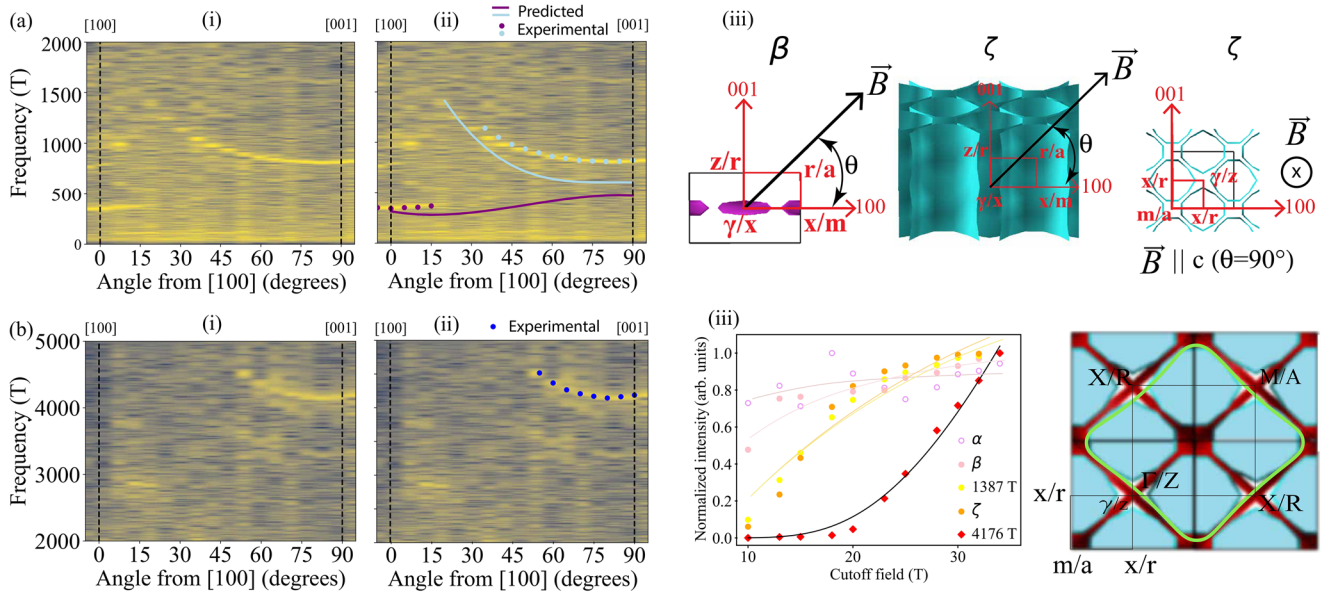 (a)
(i)
[100]
[001]
Frequency (T)
2000
1500
1000
500
0
0
15
30
45
60
75
90
Angle from [100] (degrees)
(ii)
Predicted
Experimental
[100]
[001]
0
15
30
45
60
75
90
Angle from [100] (degrees)
(iii)
β
001
B
z/r
r/a
θ
γ/x
x/m
100
ζ
B
001
z/r
r/a
θ
100
γ/x
x/m
ζ
001
B
x
x/r
γ/z
m/a
x/r
100
B || c (θ=90°)
(b)
(i)
[100]
[001]
Frequency (T)
5000
4000
3000
2000
0
15
30
45
60
75
90
Angle from [100] (degrees)
(ii)
Experimental
[100]
[001]
0
15
30
45
60
75
90
Angle from [100] (degrees)
(iii)
Normalized intensity (arb. units)
1.0
0.8
0.6
0.4
0.2
0.0
10
20
30
Cutoff field (T)
α
β
1387 T
ζ
4176 T
X/R
M/A
Γ/Z
x/r
γ/z
X/R
m/a
x/r